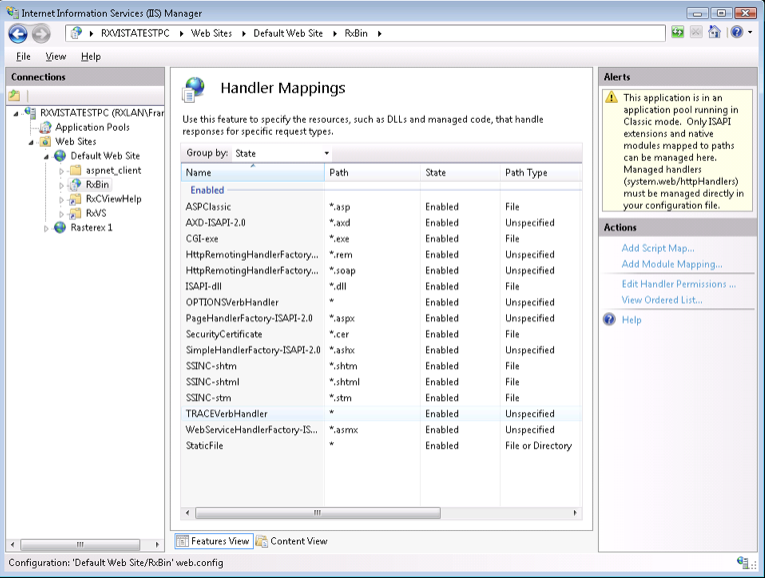 Internet Information Services (IIS) Manager
RXVISTATESTPC Web Sites Default Web Site RxBin
File View Help
Connections
RXVISTATESTPC (RXLAN\Fran
Application Pools
Web Sites
Default Web Site
aspnet_client
RxBin
RxCViewHelp
RxVS
Rasterex 1
Handler Mappings
Use this feature to specify the resources, such as DLLs and managed code, that handle
responses for specific request types.
Group by: State
Name Path State Path Type
Enabled
ASPClassic *.asp Enabled File
AXD-ISAPI-2.0 *.axd Enabled Unspecified
CGI-exe *.exe Enabled File
HttpRemotingHandlerFactory... *.rem Enabled Unspecified
HttpRemotingHandlerFactory... *.soap Enabled Unspecified
ISAPI-dll *.dll Enabled File
OPTIONSVerbHandler * Enabled Unspecified
PageHandlerFactory-ISAPI-2.0 *.aspx Enabled Unspecified
SecurityCertificate *.cer Enabled File
SimpleHandlerFactory-ISAPI-2.0 *.ashx Enabled Unspecified
SSINC-shtm *.shtm Enabled File
SSINC-shtml *.shtml Enabled File
SSINC-stm *.stm Enabled File
TRACEVerbHandler * Enabled Unspecified
WebServiceHandlerFactory-IS... *.asmx Enabled Unspecified
StaticFile * Enabled File or Directory
Features View Content View
Alerts
This application is in an
application pool running in
Classic mode. Only ISAPI
extensions and native
modules mapped to paths
can be managed here.
Managed handlers
(system.web/httpHandlers)
must be managed directly in
your configuration file.
Actions
Add Script Map...
Add Module Mapping...
Edit Handler Permissions ...
View Ordered List...
Help
Configuration: 'Default Web Site/RxBin' web.config